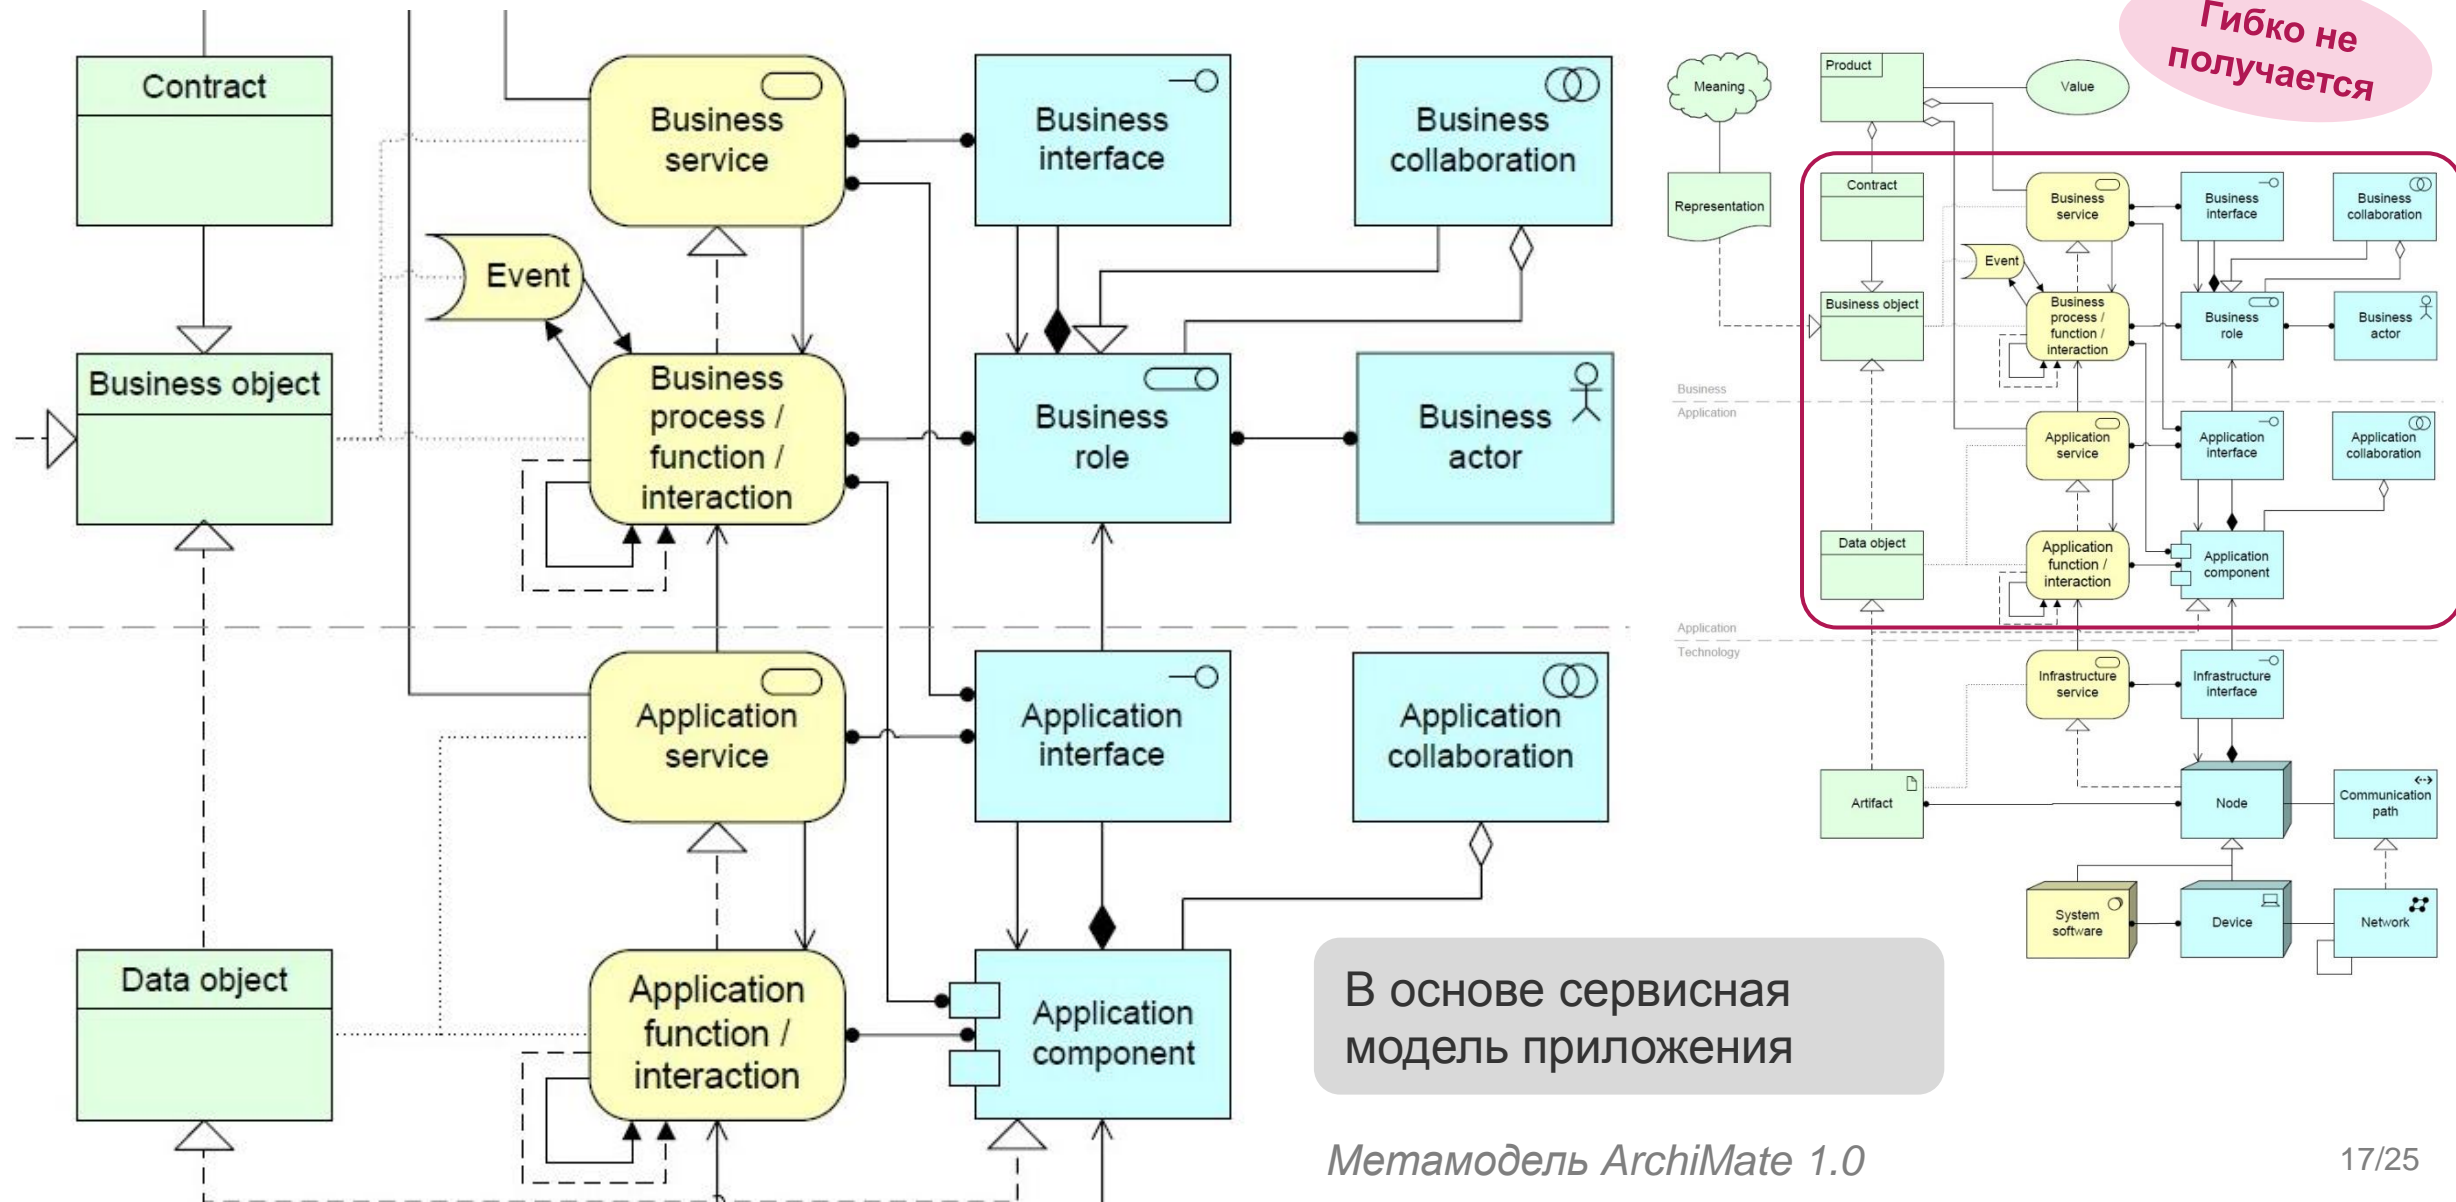 Contract
Business
service
Business
interface
Business
collaboration
Event
Business object
Business
process /
function /
interaction
Business
role
Business
actor
Application
service
Application
interface
Application
collaboration
Data object
Application
function /
interaction
Application
component
В основе сервисная
модель приложения
Метамодель ArchiMate 1.0
17/25
Гибко не
получается
Meaning
Product
Value
Representation
Contract
Business
service
Business
interface
Business
collaboration
Event
Business object
Business
process /
function /
interaction
Business
role
Business
actor
Business
Application
Application
service
Application
interface
Application
collaboration
Data object
Application
function /
interaction
Application
component
Application
Technology
Infrastructure
service
Infrastructure
interface
Artifact
Node
Communication
path
System
software
Device
Network